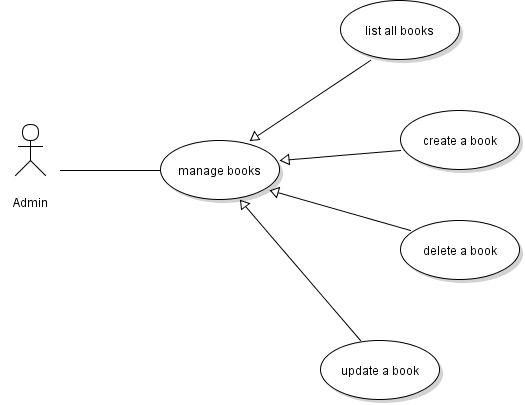 list all books
create a book
manage books
Admin
delete a book
update a book